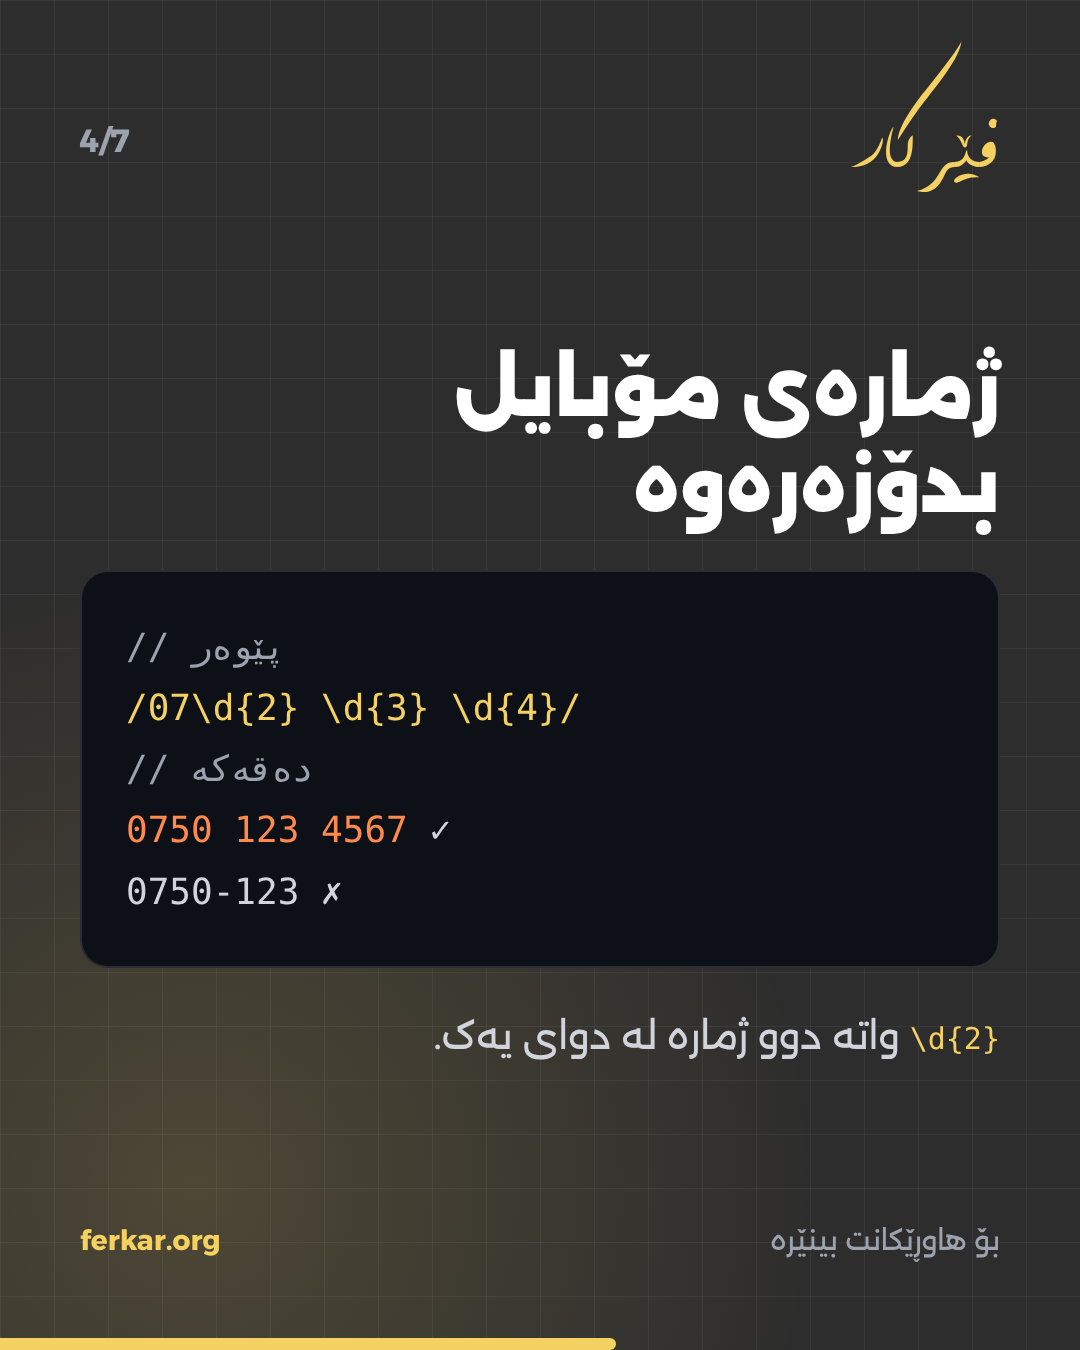 فێرکار
4/7
ژمارەی مۆبایل
بدۆزەرەوە
// پێوەر
/07\d{2} \d{3} \d{4}/
// دەقەکە
0750 123 4567 ✓
0750-123 ✗
\d{2} واتە دوو ژمارە لە دوای یەک.
بۆ هاوڕێکانت بینێرە
ferkar.org